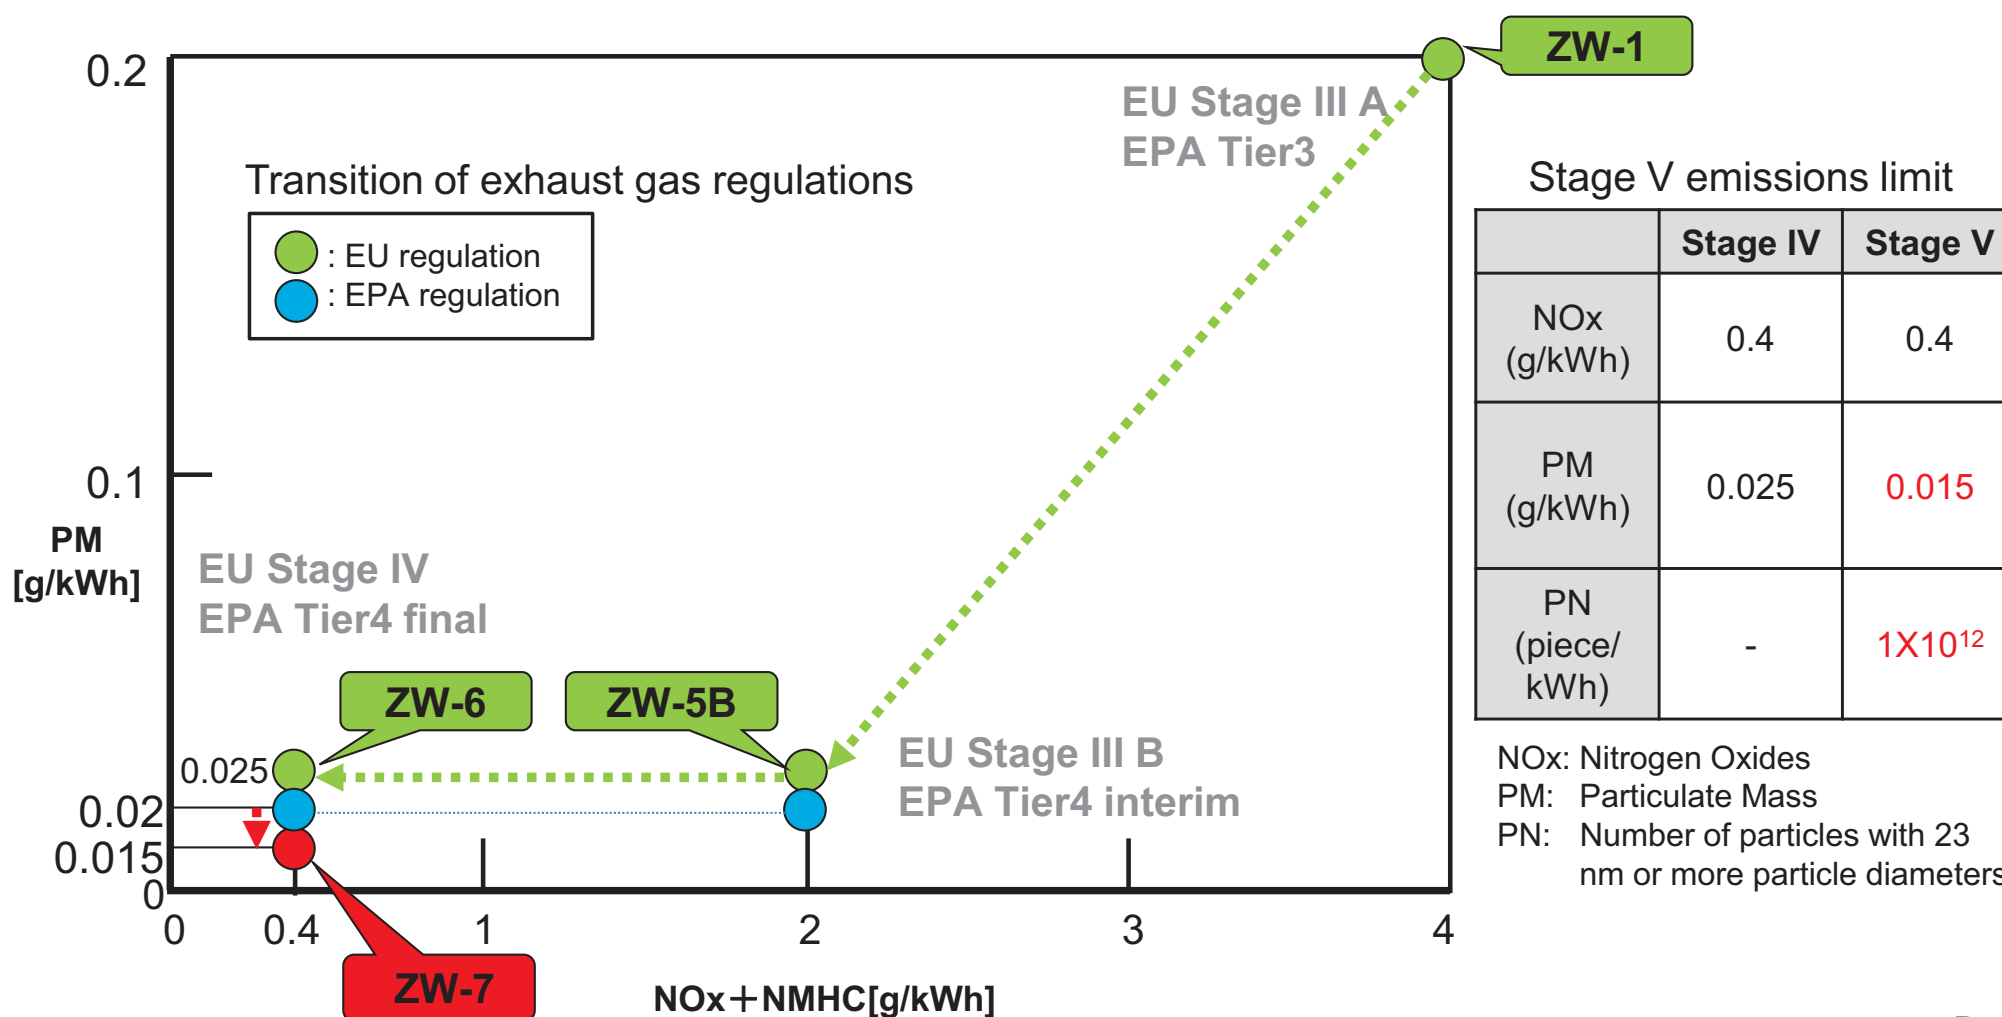 0.2
ZW-1
EU Stage III A
EPA Tier3
Transition of exhaust gas regulations
: EU regulation
: EPA regulation
0.1
PM
[g/kWh]
EU Stage IV
EPA Tier4 final
ZW-6
ZW-5B
EU Stage III B
EPA Tier4 interim
0.025
0.02
0.015
0
0
0.4
1
2
3
4
ZW-7
NOx+NMHC[g/kWh]
Stage V emissions limit
Stage IV Stage V
NOx
(g/kWh)
0.4 0.4
PM
(g/kWh)
0.025 0.015
PN
(piece/
kWh)
- 1X10¹²
NOx: Nitrogen Oxides
PM: Particulate Mass
PN: Number of particles with 23
nm or more particle diameters